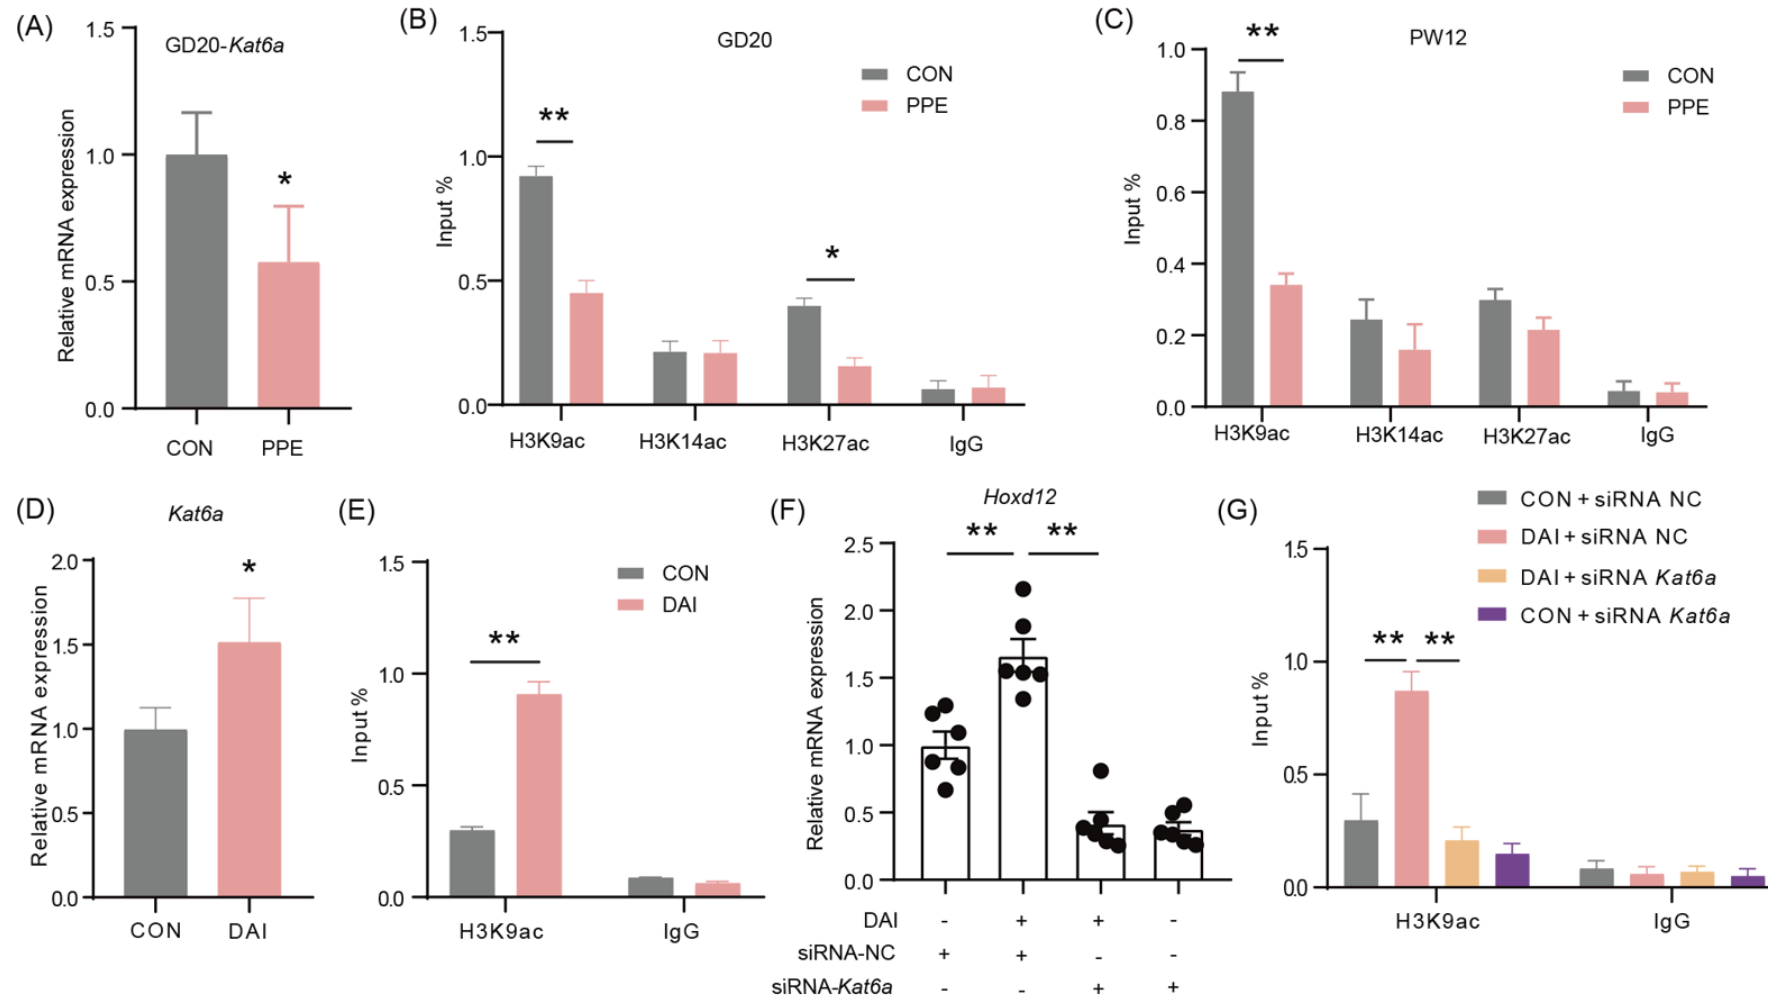 (A)
GD20-Kat6a
Relative mRNA expression
1.5
1.0
0.5
0.0
*
CON
PPE
(B)
GD20
CON
PPE
Input %
1.5
1.0
0.5
0.0
**
*
H3K9ac
H3K14ac
H3K27ac
IgG
(C)
PW12
CON
PPE
Input %
1.0
0.8
0.6
0.4
0.2
0.0
**
H3K9ac
H3K14ac
H3K27ac
IgG
(D)
Kat6a
Relative mRNA expression
2.0
1.5
1.0
0.5
0.0
*
CON
DAI
(E)
CON
DAI
Input %
1.5
1.0
0.5
0.0
**
H3K9ac
IgG
(F)
Hoxd12
Relative mRNA expression
2.5
2.0
1.5
1.0
0.5
0.0
** **
DAI - + + -
siRNA-NC + + - -
siRNA-Kat6a - - + +
(G)
CON + siRNA NC
DAI + siRNA NC
DAI + siRNA Kat6a
CON + siRNA Kat6a
Input %
1.5
1.0
0.5
0.0
** **
H3K9ac
IgG